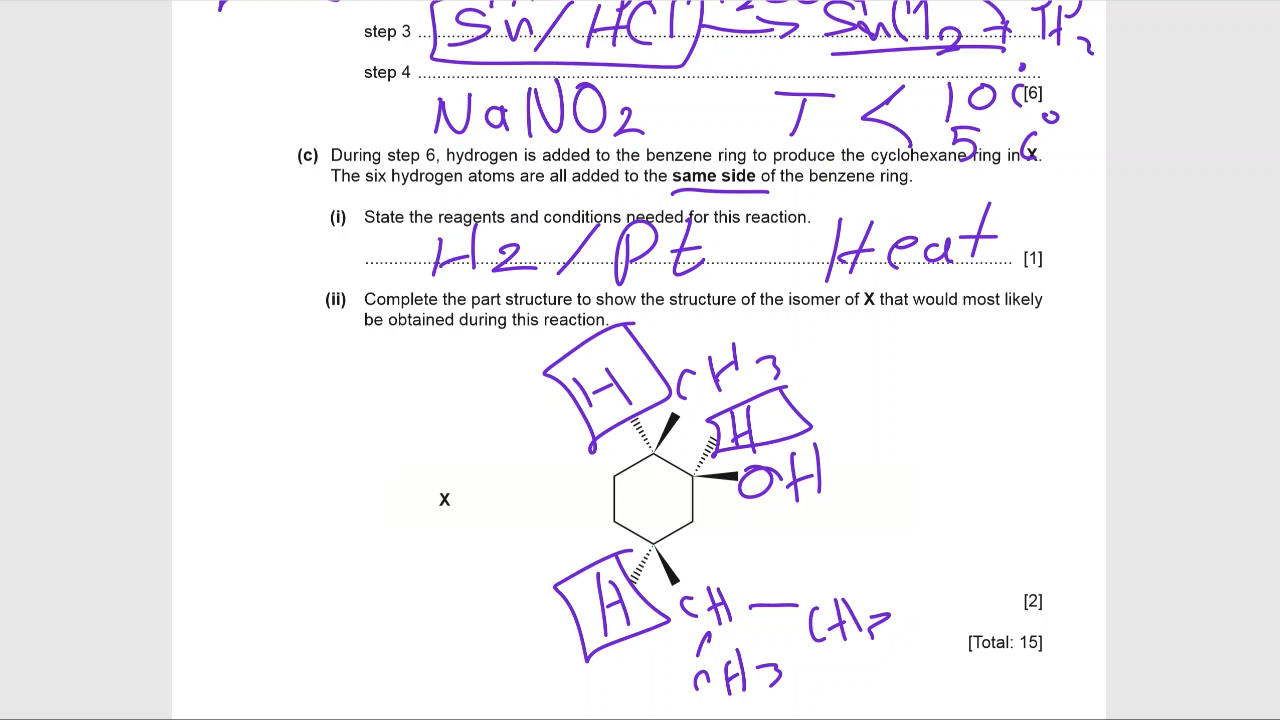 step 3 Sn/HCl → SnCl2 + H2
step 4
[6]
NaNO2 T < 10°C
5°C
(c) During step 6, hydrogen is added to the benzene ring to produce the cyclohexane ring in X.
The six hydrogen atoms are all added to the same side of the benzene ring.
(i) State the reagents and conditions needed for this reaction.
H2/Pt Heat [1]
(ii) Complete the part structure to show the structure of the isomer of X that would most likely
be obtained during this reaction.
H CH3
H
OH
X
H CH — CH3
CH3
[2]
[Total: 15]